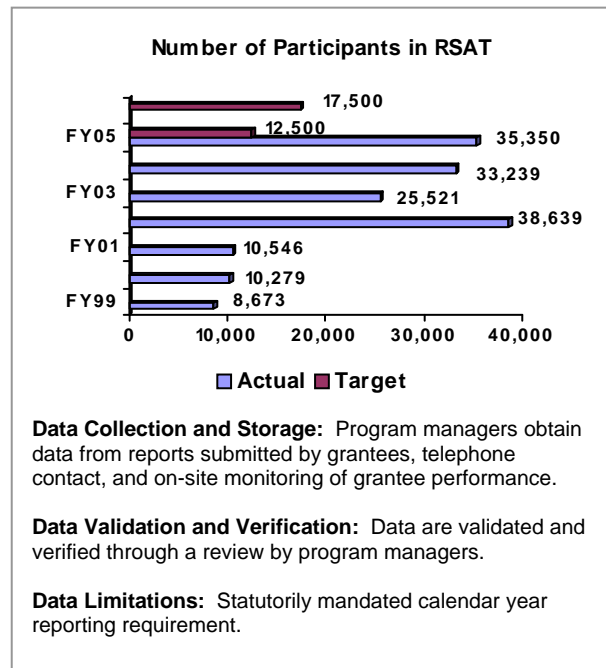 Number of Participants in RSAT
17,500
FY05
12,500
35,350
33,239
FY03
25,521
38,639
FY01
10,546
10,279
FY99
8,673
0 10,000 20,000 30,000 40,000
Actual Target
Data Collection and Storage: Program managers obtain
data from reports submitted by grantees, telephone
contact, and on-site monitoring of grantee performance.
Data Validation and Verification: Data are validated and
verified through a review by program managers.
Data Limitations: Statutorily mandated calendar year
reporting requirement.